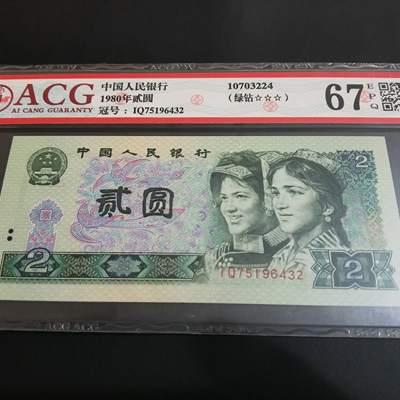 ACG
AI CANG GUARANTY
中国人民银行
1980年贰圆
冠号：IQ75196432
10703224
(绿钻☆☆☆)
67
E
P
Q
中国人民银行
2
贰圆
IQ75196432
2
2